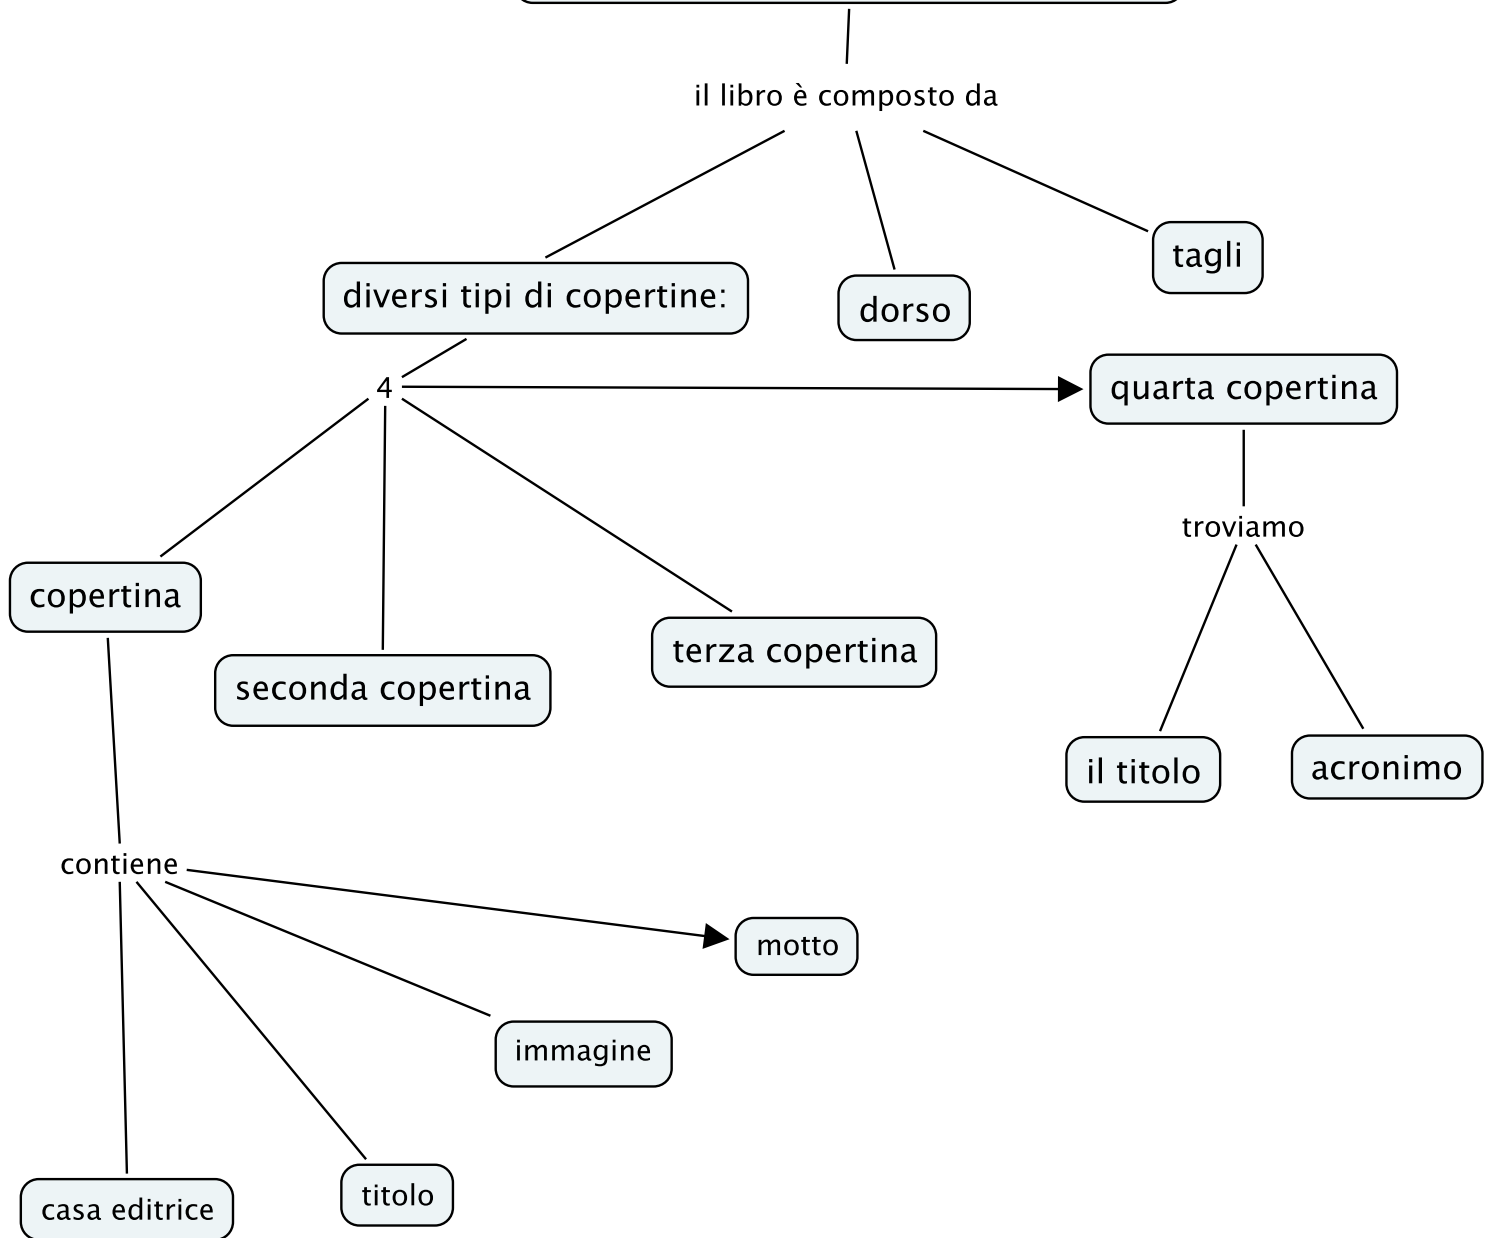 il libro è composto da
tagli
diversi tipi di copertine:
dorso
4
quarta copertina
troviamo
copertina
terza copertina
seconda copertina
il titolo
acronimo
contiene
motto
immagine
titolo
casa editrice